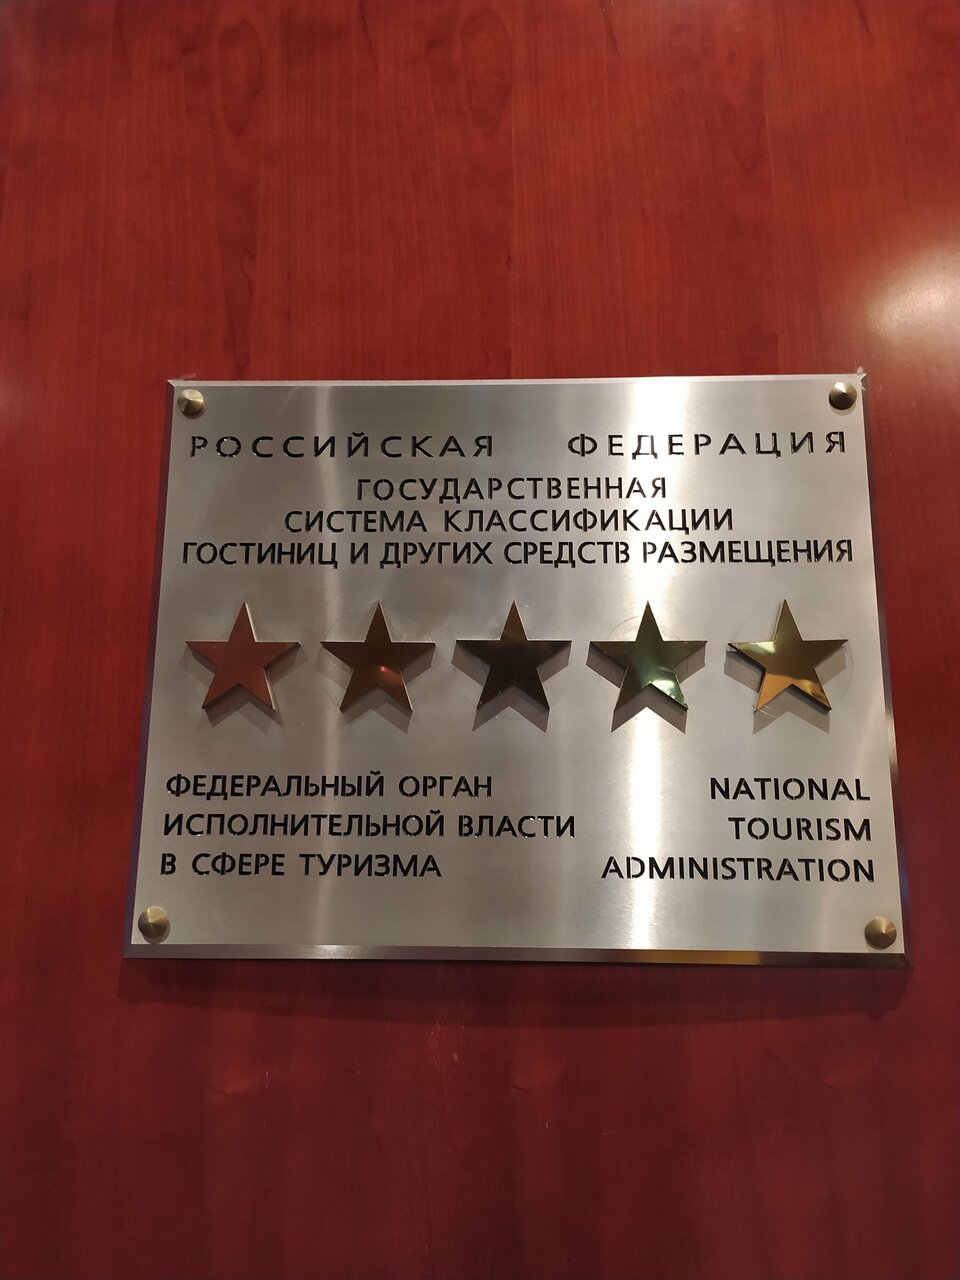 РОССИЙСКАЯ ФЕДЕРАЦИЯ
ГОСУДАРСТВЕННАЯ
СИСТЕМА КЛАССИФИКАЦИИ
ГОСТИНИЦ И ДРУГИХ СРЕДСТВ РАЗМЕЩЕНИЯ
ФЕДЕРАЛЬНЫЙ ОРГАН
ИСПОЛНИТЕЛЬНОЙ ВЛАСТИ
В СФЕРЕ ТУРИЗМА
NATIONAL
TOURISM
ADMINISTRATION